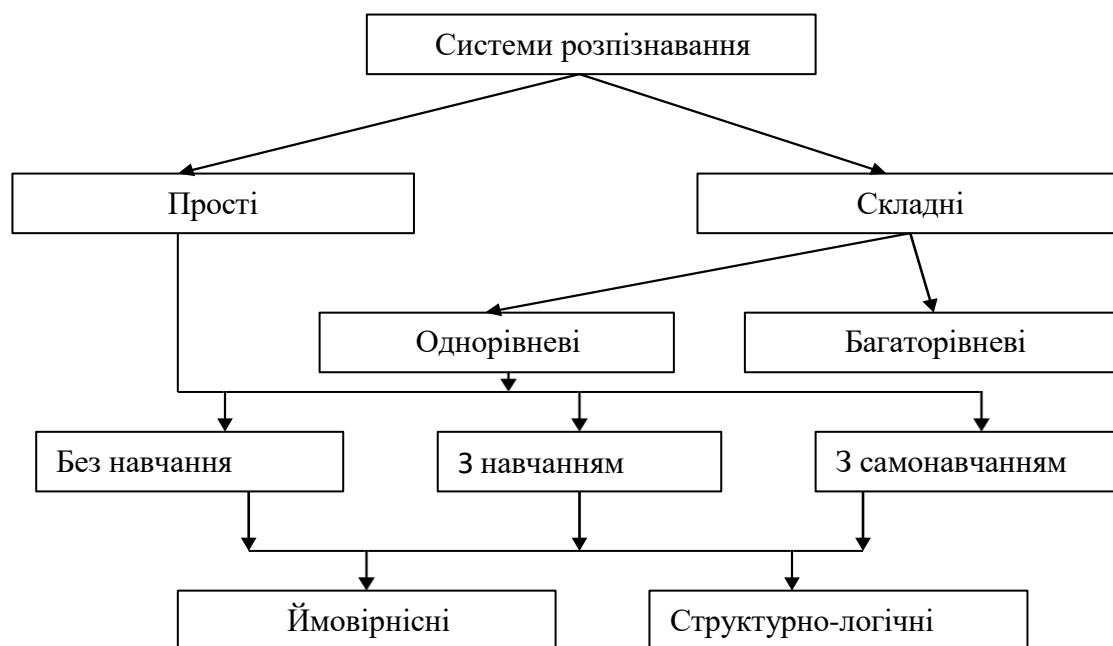 Системи розпізнавання
Прості
Складні
Однорівневі
Багаторівневі
Без навчання
З навчанням
З самонавчанням
Ймовірнісні
Структурно-логічні